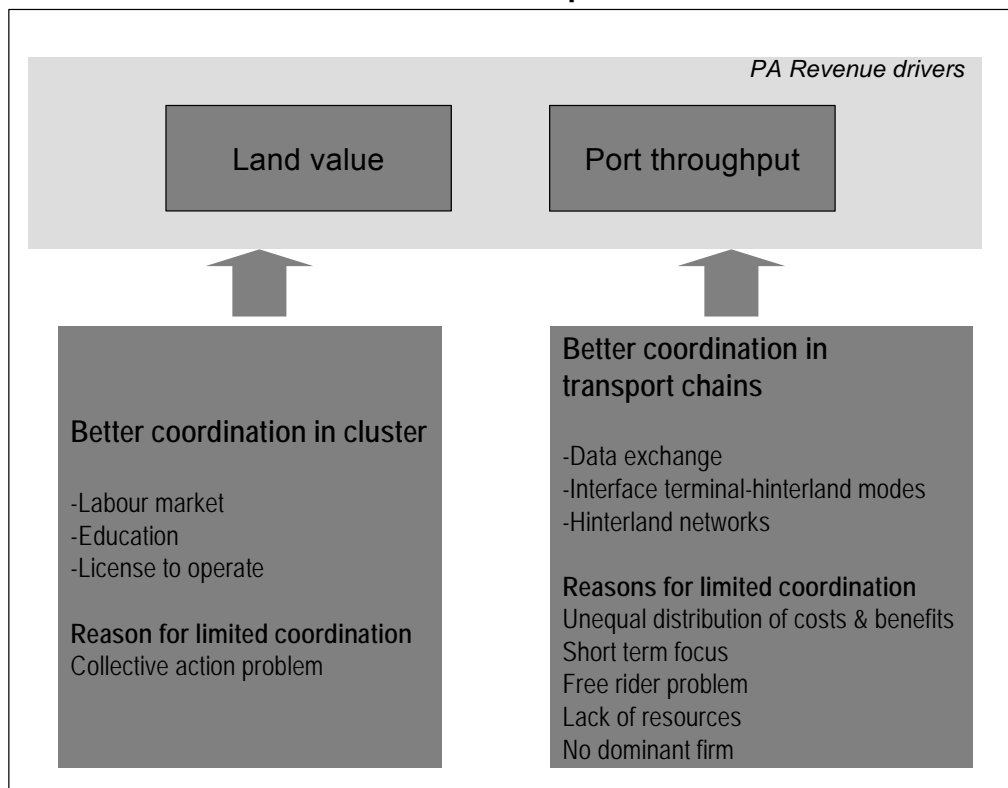 PA Revenue drivers
Land value
Port throughput
Better coordination in cluster
-Labour market
-Education
-License to operate
Reason for limited coordination
Collective action problem
Better coordination in
transport chains
-Data exchange
-Interface terminal-hinterland modes
-Hinterland networks
Reasons for limited coordination
Unequal distribution of costs & benefits
Short term focus
Free rider problem
Lack of resources
No dominant firm